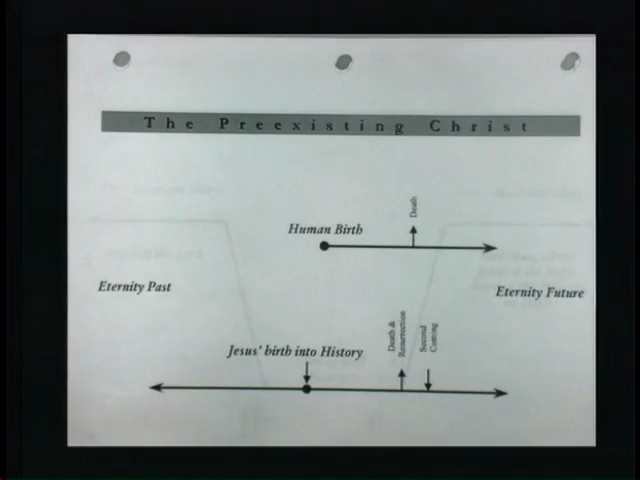 The Preexisting Christ
Death
Human Birth
Eternity Past
Eternity Future
Death &
Resurrection
Second
Coming
Jesus' birth into History